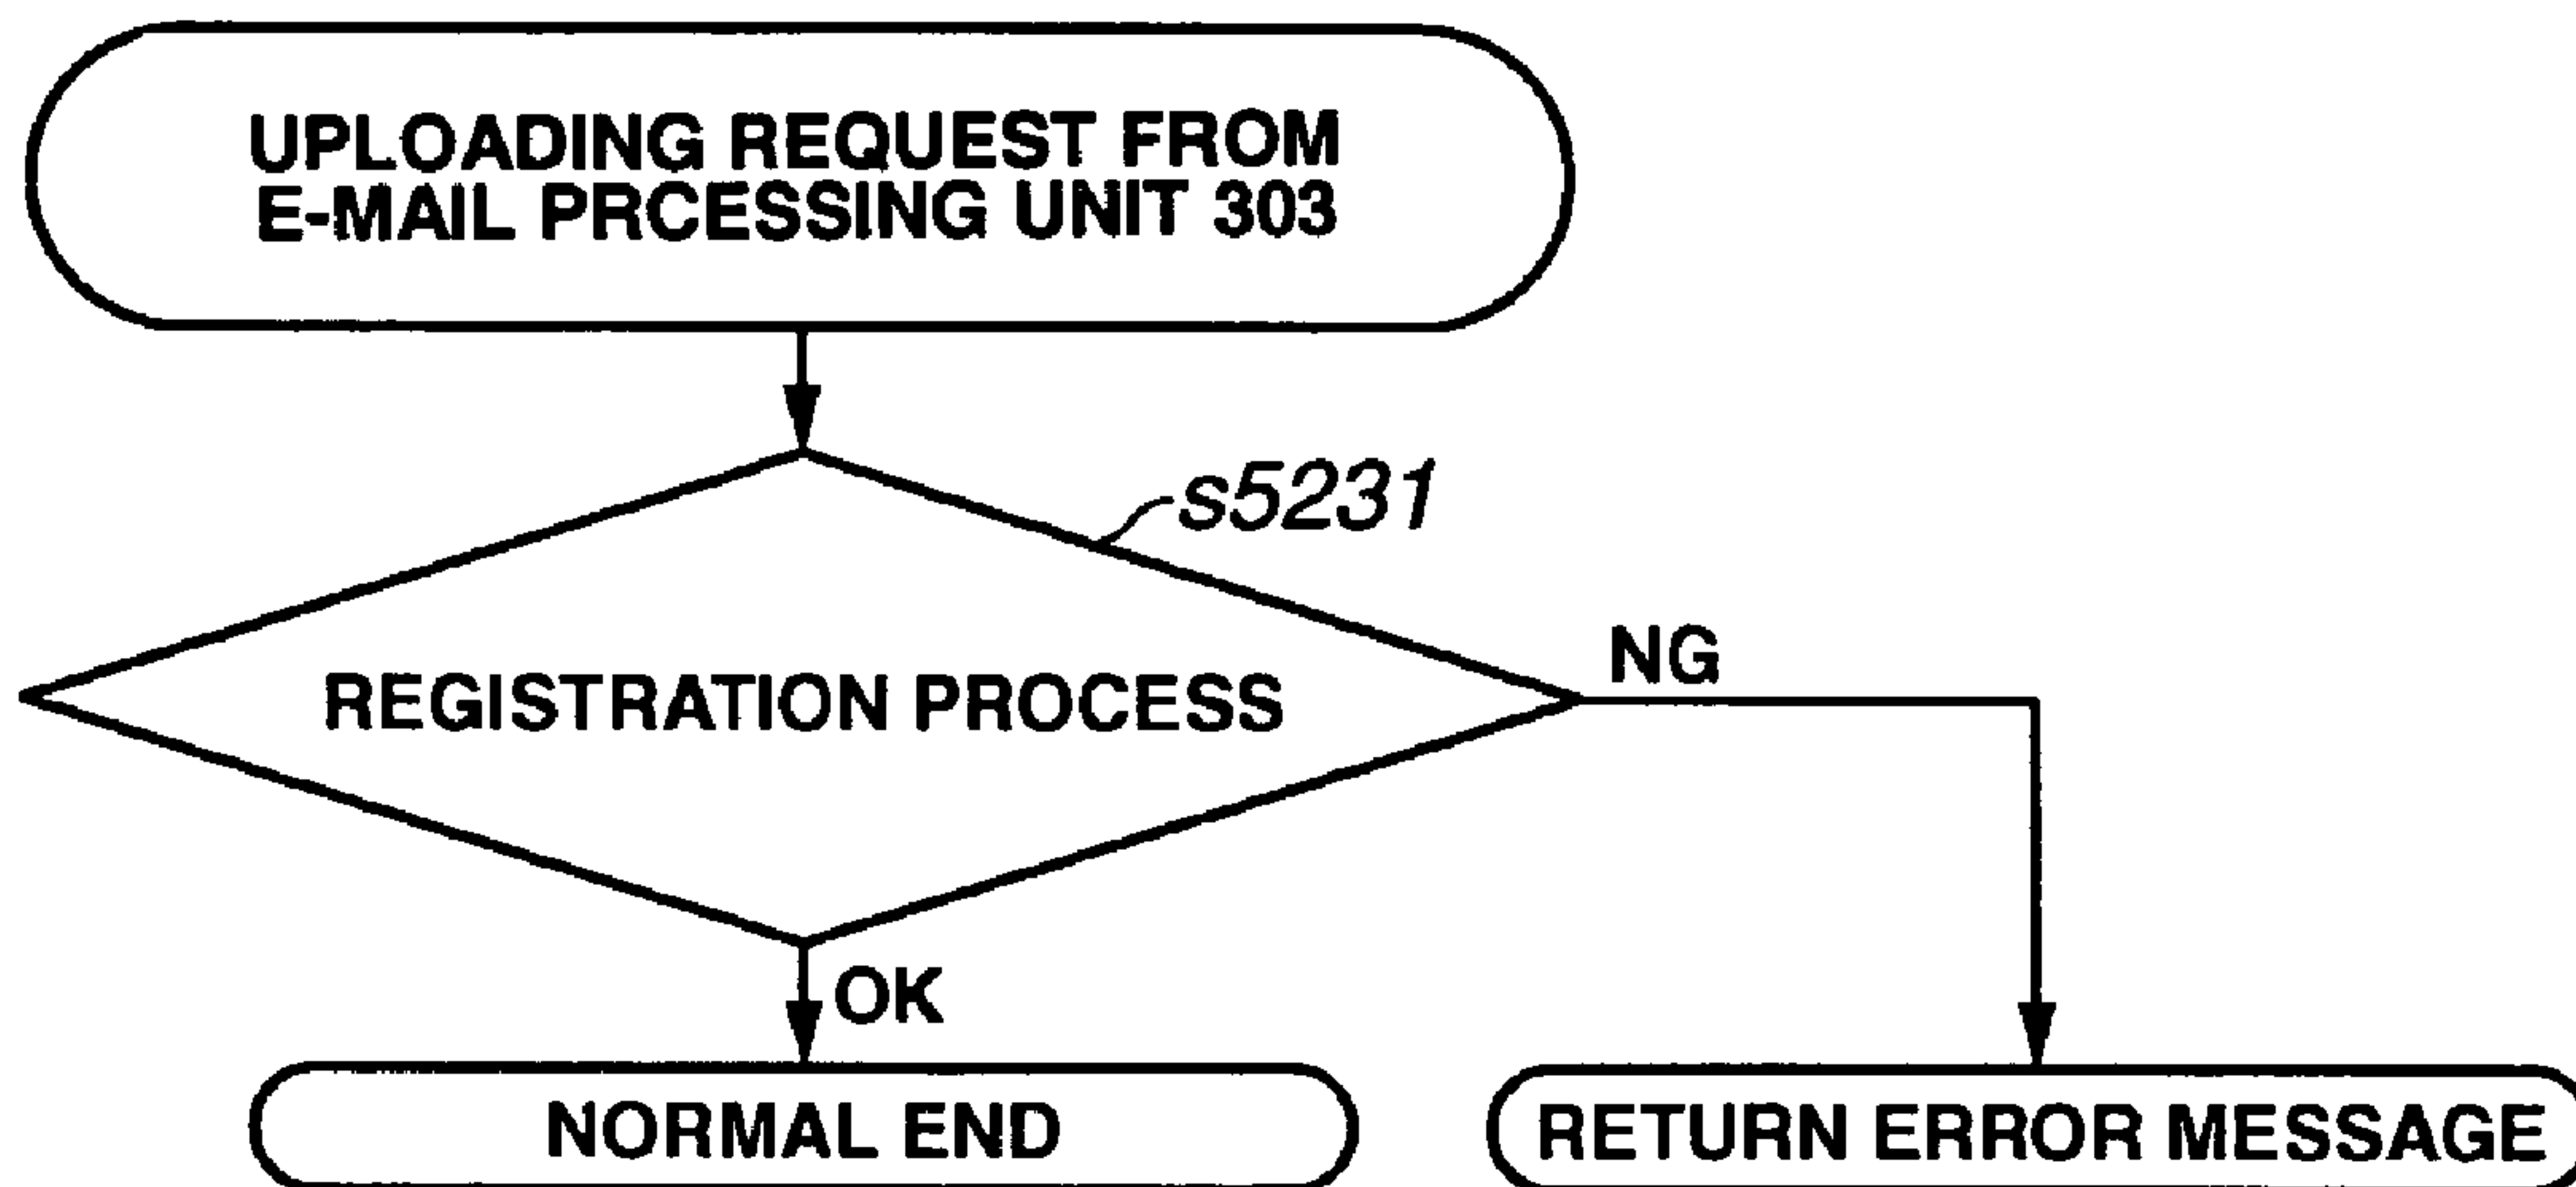 UPLOADING REQUEST FROM
E-MAIL PRCESSING UNIT 303
s5231
REGISTRATION PROCESS
NG
OK
NORMAL END
RETURN ERROR MESSAGE